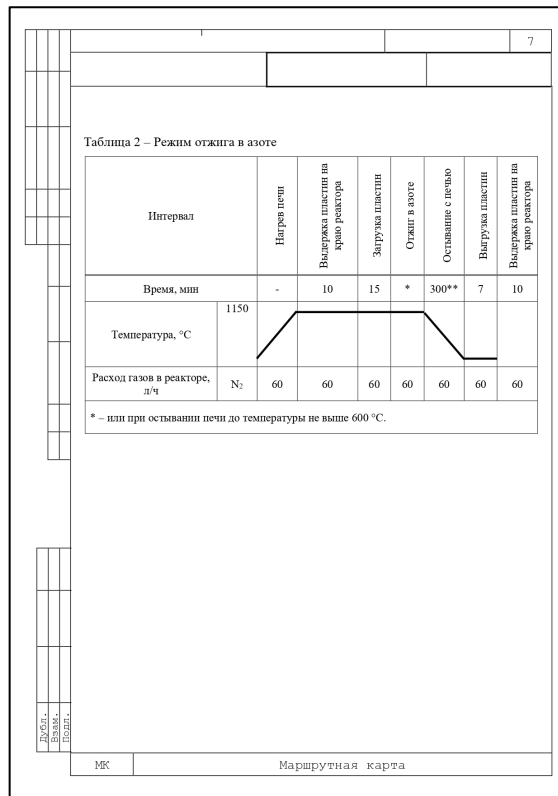 7
Таблица 2 – Режим отжига в азоте
Интервал
Нагрев печи
Выдержка пластин на
краю реактора
Загрузка пластин
Отжиг в азоте
Остывание с печью
Выгрузка пластин
Выдержка пластин на
краю реактора
Время, мин - 10 15 * 300** 7 10
Температура, °С 1150
Расход газов в реакторе,
л/ч N₂ 60 60 60 60 60 60 60
* – или при остывании печи до температуры не выше 600 °С.
Дубл.
Взам.
Подл.
МК Маршрутная карта